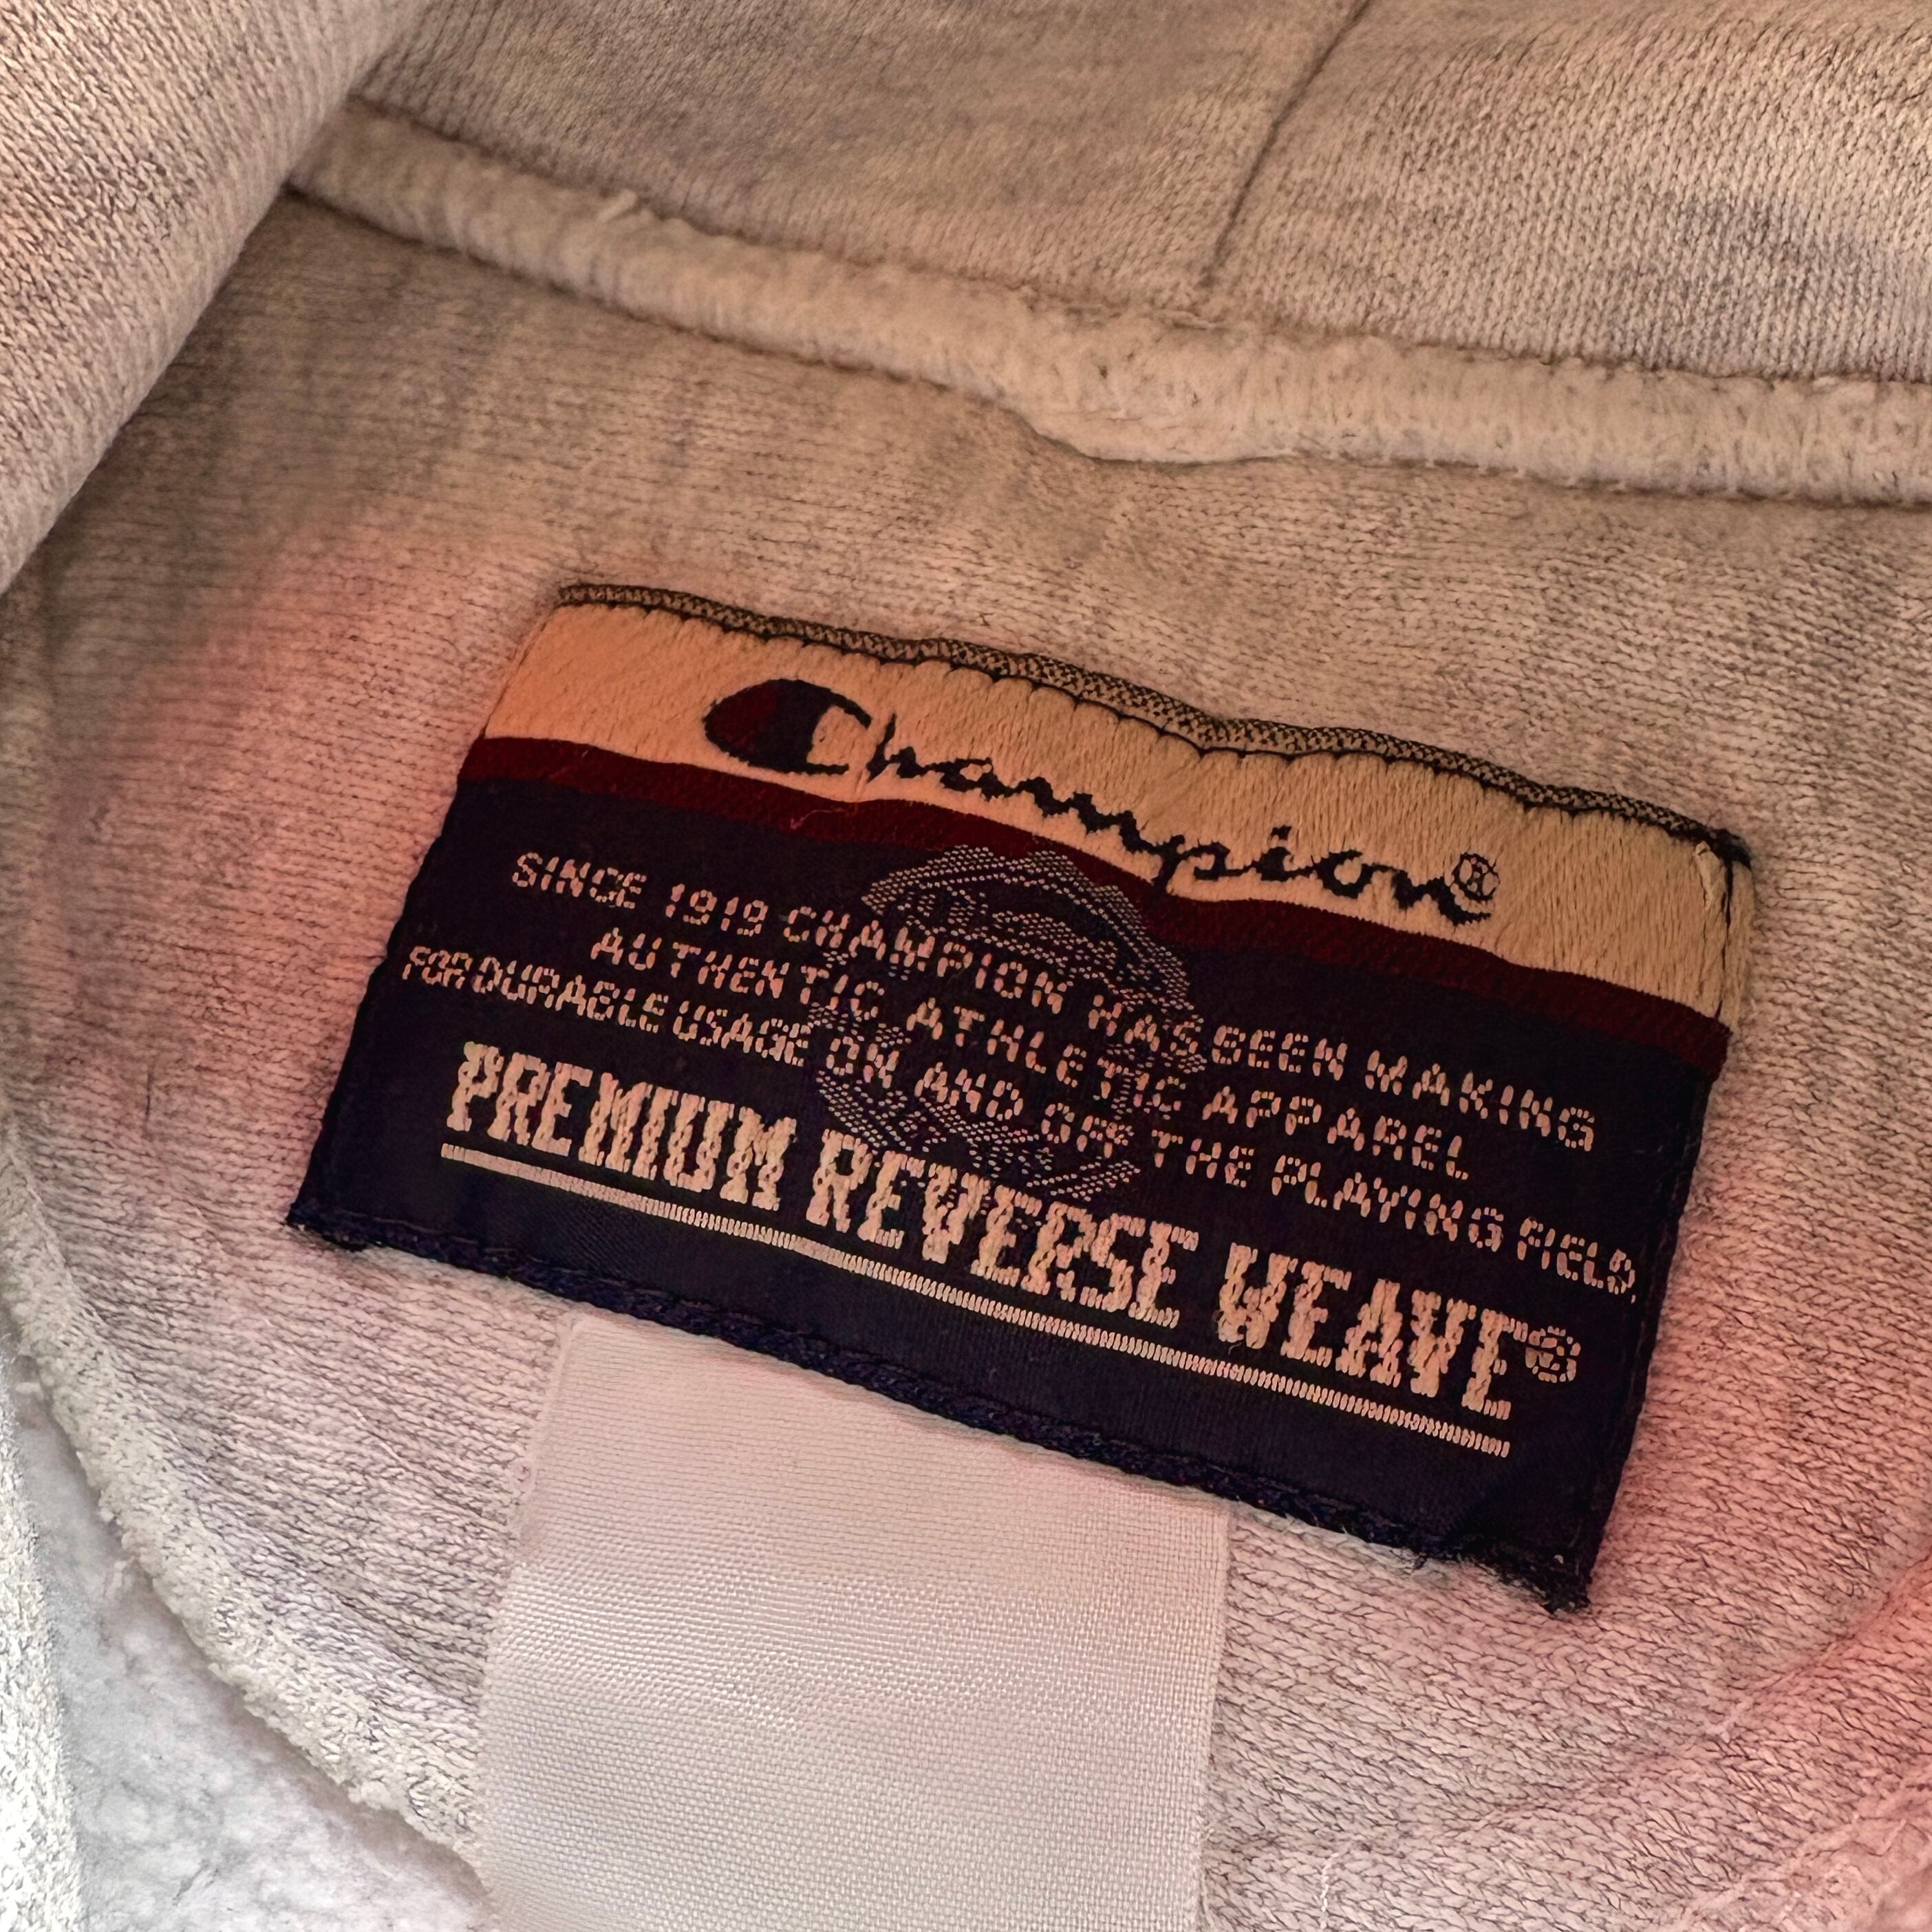 Champion®
SINCE 1919 CHAMPION HAS BEEN MAKING
AUTHENTIC ATHLETIC APPAREL
FOR DURABLE USAGE ON AND OFF THE PLAYING FIELD.
PREMIUM REVERSE WEAVE®